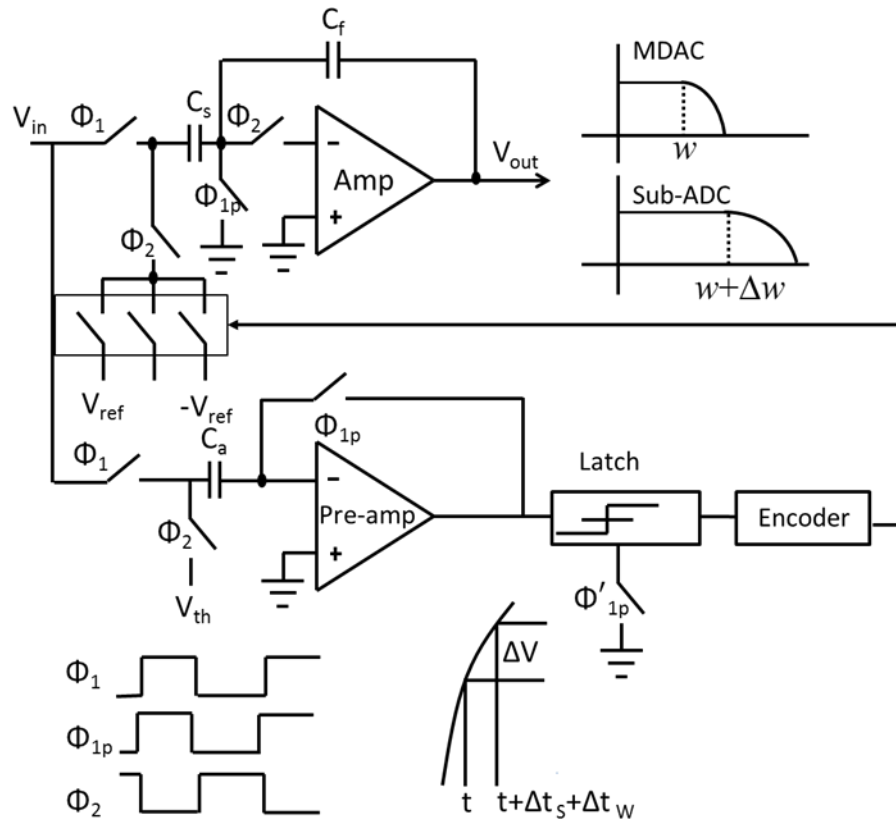 C_f
MDAC
V_in
Φ_1
C_s
Φ_2
−
Amp
+
V_out
w
Φ_1p
Sub-ADC
Φ_2
w+Δw
V_ref
-V_ref
Φ_1p
Φ_1
C_a
−
Pre-amp
+
Latch
Encoder
Φ_2
V_th
Φ'_1p
ΔV
Φ_1
Φ_1p
Φ_2
t
t+Δt_S+Δt_W